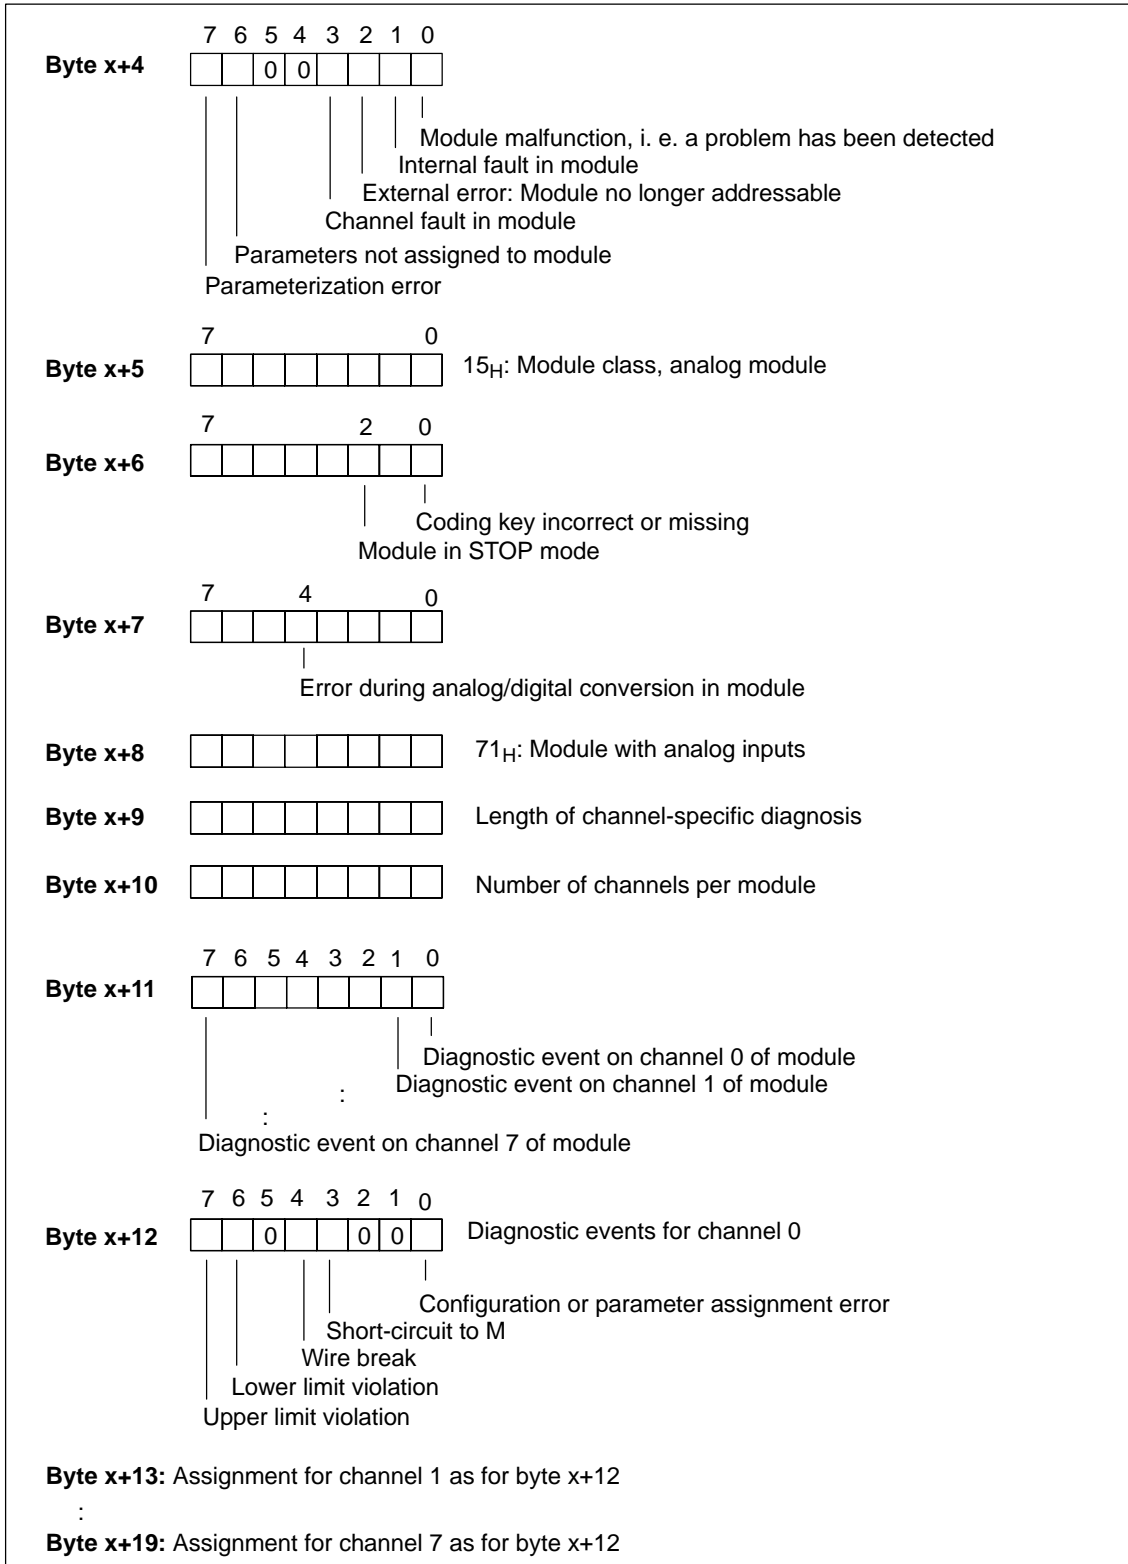 7 6 5 4 3 2 1 0
Byte x+4 0 0
Module malfunction, i. e. a problem has been detected
Internal fault in module
External error: Module no longer addressable
Channel fault in module
Parameters not assigned to module
Parameterization error
7 0
Byte x+5 15H: Module class, analog module
7 2 0
Byte x+6
Coding key incorrect or missing
Module in STOP mode
7 4 0
Byte x+7
Error during analog/digital conversion in module
Byte x+8 71H: Module with analog inputs
Byte x+9 Length of channel-specific diagnosis
Byte x+10 Number of channels per module
7 6 5 4 3 2 1 0
Byte x+11
Diagnostic event on channel 0 of module
Diagnostic event on channel 1 of module
:
:
Diagnostic event on channel 7 of module
7 6 5 4 3 2 1 0
Byte x+12 0 0 0 Diagnostic events for channel 0
Configuration or parameter assignment error
Short-circuit to M
Wire break
Lower limit violation
Upper limit violation
Byte x+13: Assignment for channel 1 as for byte x+12
:
Byte x+19: Assignment for channel 7 as for byte x+12